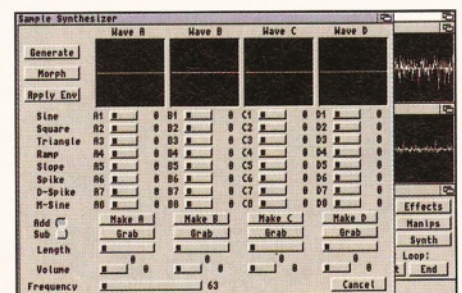 Sample Synthesizer
Wave A Wave B Wave C Wave D
Generate
Morph
Apply Env
Sine A1 0 B1 0 C1 0 D1 0
Square A2 0 B2 0 C2 0 D2 0
Triangle A3 0 B3 0 C3 0 D3 0
Ramp A4 0 B4 0 C4 0 D4 0
Slope A5 0 B5 0 C5 0 D5 0
Spike A6 0 B6 0 C6 0 D6 0
D-Spike A7 0 B7 0 C7 0 D7 0
M-Sine A8 0 B8 0 C8 0 D8 0
Add Make A Make B Make C Make D
Sub Grab Grab Grab Grab
Length
0 0 0 0
Volume 0 0 0 0
Frequency 63 Cancel
Effects
Manips
Synth
Loop:
End